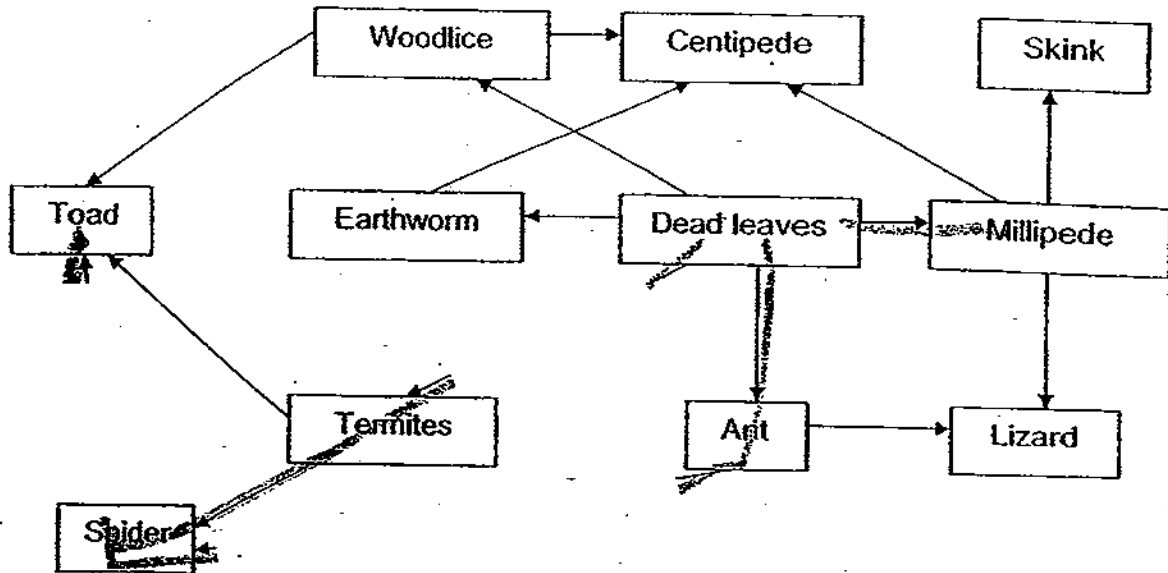 Woodlice
Centipede
Skink
Toad
Earthworm
Dead leaves
Millipede
Termites
Ant
Lizard
Spider